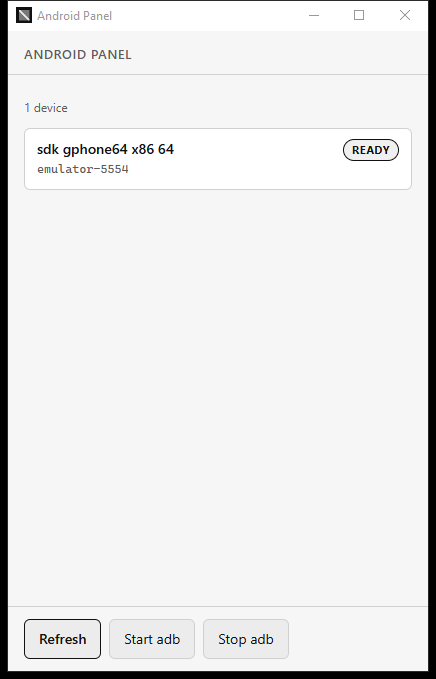 Android Panel
ANDROID PANEL
1 device
sdk gphone64 x86 64
READY
emulator-5554
Refresh
Start adb
Stop adb